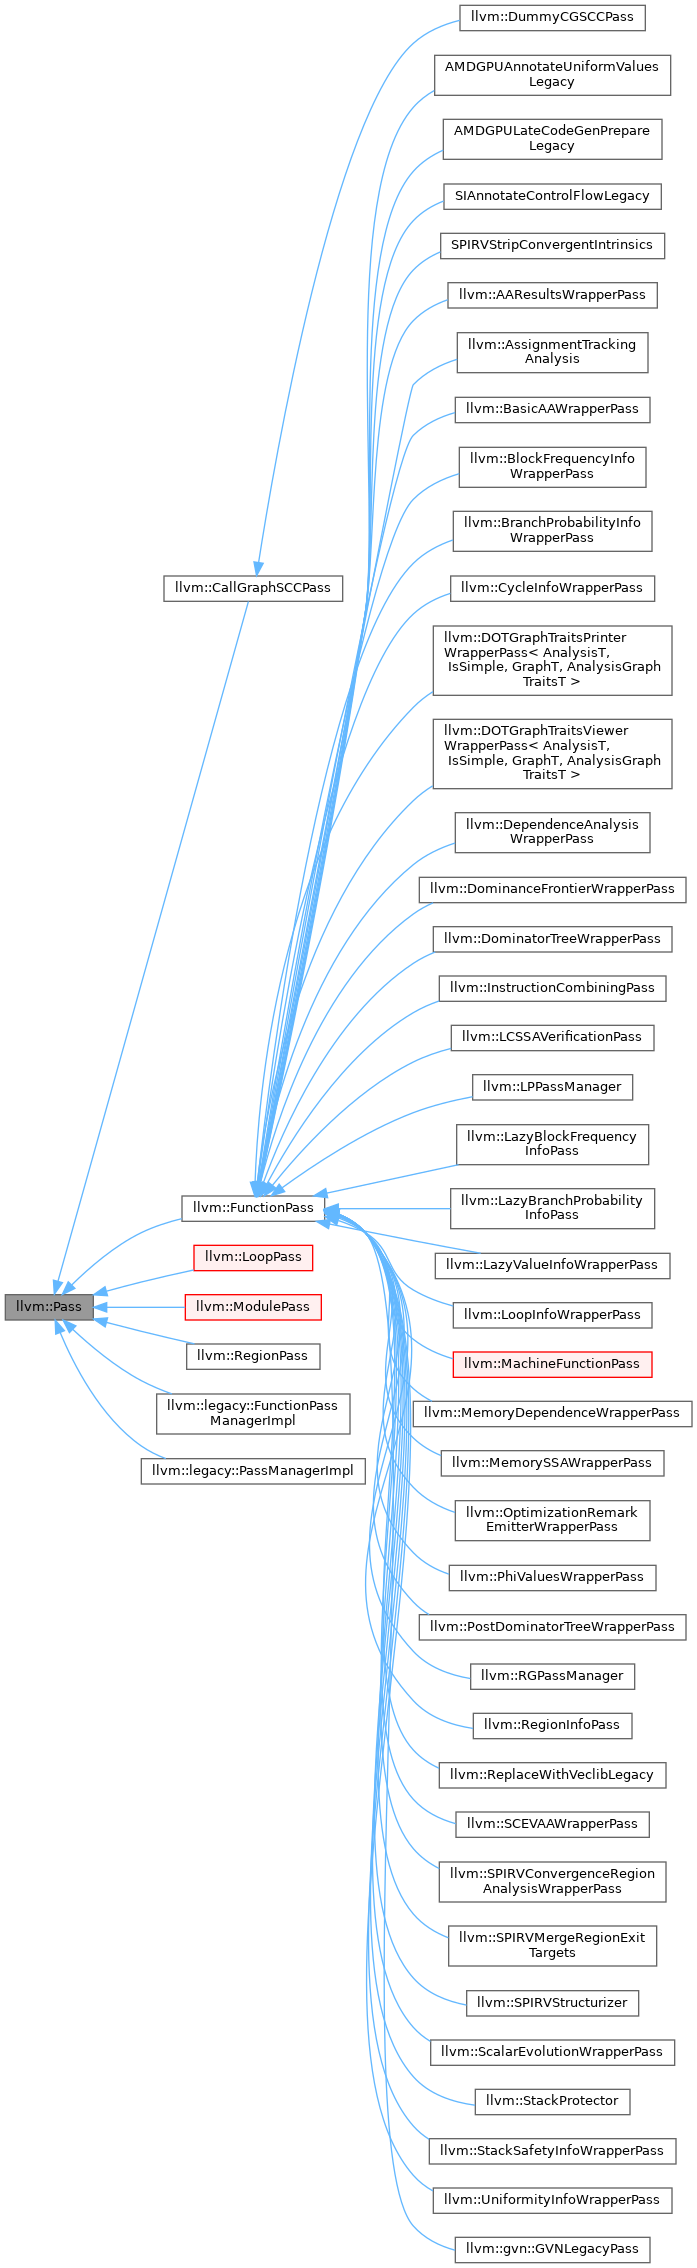 llvm::DummyCGSCCPass
AMDGPUAnnotateUniformValues
Legacy
AMDGPULateCodeGenPrepare
Legacy
SIAnnotateControlFlowLegacy
SPIRVStripConvergentIntrinsics
llvm::AAResultsWrapperPass
llvm::AssignmentTracking
Analysis
llvm::BasicAAWrapperPass
llvm::BlockFrequencyInfo
WrapperPass
llvm::BranchProbabilityInfo
WrapperPass
llvm::CallGraphSCCPass
llvm::CycleInfoWrapperPass
llvm::DOTGraphTraitsPrinter
WrapperPass< AnalysisT,
IsSimple, GraphT, AnalysisGraph
TraitsT >
llvm::DOTGraphTraitsViewer
WrapperPass< AnalysisT,
IsSimple, GraphT, AnalysisGraph
TraitsT >
llvm::DependenceAnalysis
WrapperPass
llvm::DominanceFrontierWrapperPass
llvm::DominatorTreeWrapperPass
llvm::InstructionCombiningPass
llvm::LCSSAVerificationPass
llvm::LPPassManager
llvm::LazyBlockFrequency
InfoPass
llvm::FunctionPass
llvm::LazyBranchProbability
InfoPass
llvm::LoopPass
llvm::LazyValueInfoWrapperPass
llvm::Pass
llvm::ModulePass
llvm::LoopInfoWrapperPass
llvm::RegionPass
llvm::MachineFunctionPass
llvm::legacy::FunctionPass
ManagerImpl
llvm::MemoryDependenceWrapperPass
llvm::legacy::PassManagerImpl
llvm::MemorySSAWrapperPass
llvm::OptimizationRemark
EmitterWrapperPass
llvm::PhiValuesWrapperPass
llvm::PostDominatorTreeWrapperPass
llvm::RGPassManager
llvm::RegionInfoPass
llvm::ReplaceWithVeclibLegacy
llvm::SCEVAAWrapperPass
llvm::SPIRVConvergenceRegion
AnalysisWrapperPass
llvm::SPIRVMergeRegionExit
Targets
llvm::SPIRVStructurizer
llvm::ScalarEvolutionWrapperPass
llvm::StackProtector
llvm::StackSafetyInfoWrapperPass
llvm::UniformityInfoWrapperPass
llvm::gvn::GVNLegacyPass